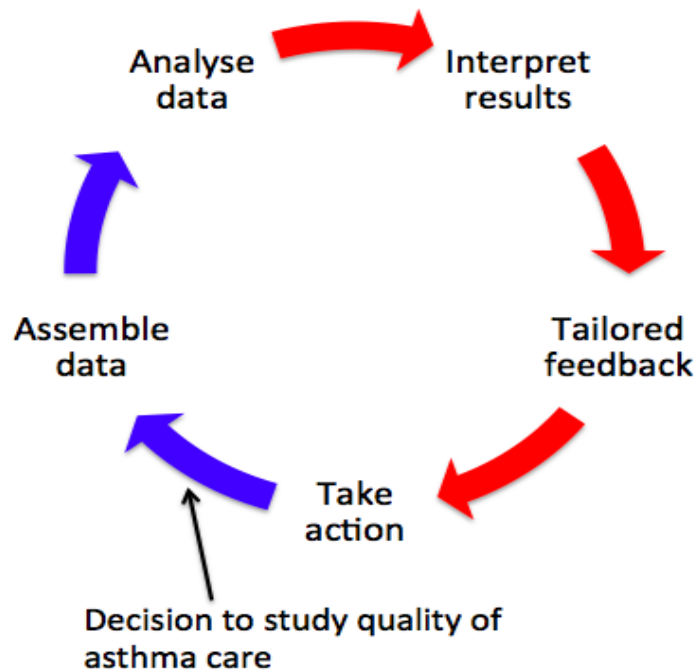 Analyse
data
Interpret
results
Assemble
data
Tailored
feedback
Take
action
Decision to study quality of
asthma care